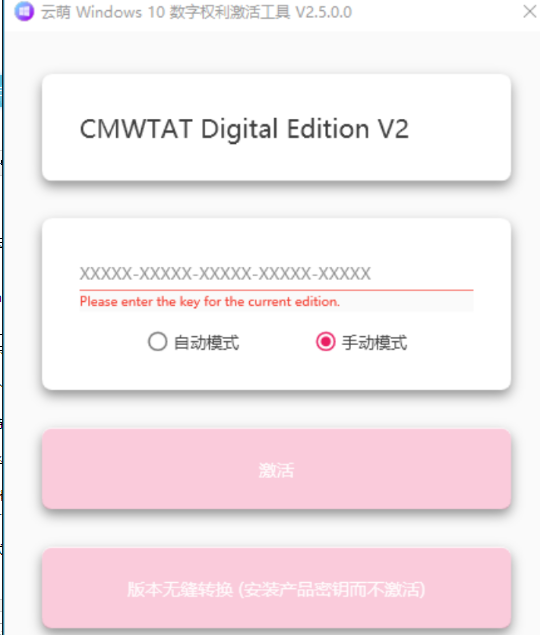 云萌 Windows 10 数字权利激活工具 V2.5.0.0
CMWTAT Digital Edition V2
XXXXX-XXXXX-XXXXX-XXXXX-XXXXX
Please enter the key for the current edition.
自动模式 手动模式
激活
版本无缝转换 (安装产品密钥而不激活)